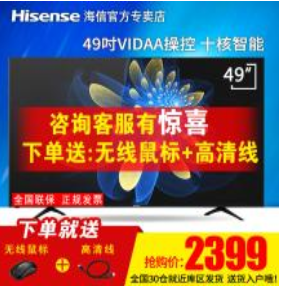 Hisense 海信官方专卖店
49吋VIDAA操控 十核智能
49"
咨询客服有惊喜
下单送:无线鼠标+高清线
全国联保 正规发票
下单就送
无线鼠标 高清线
+
抢购价:2399
全国30仓就近库区发货 送货入户哦!